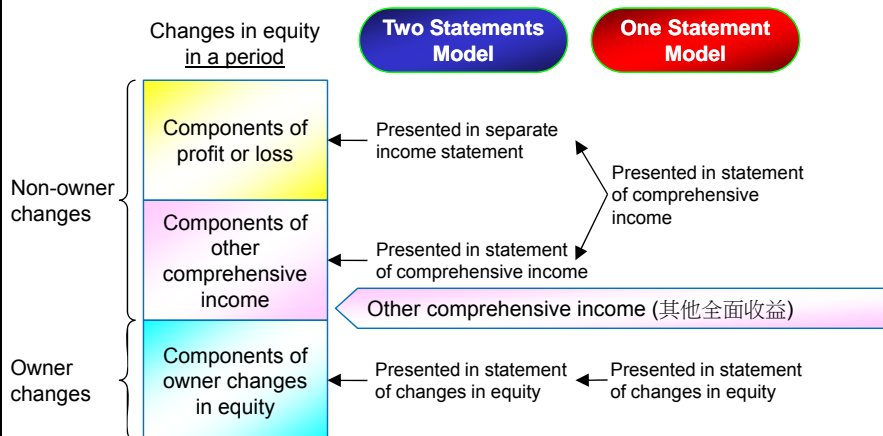 Changes in equity
in a period
Two Statements
Model
One Statement
Model
Non-owner
changes
Components of
profit or loss
Presented in separate
income statement
Presented in statement
of comprehensive
income
Components of
other
comprehensive
income
Presented in statement
of comprehensive income
Other comprehensive income (其他全面收益)
Owner
changes
Components of
owner changes
in equity
Presented in statement
of changes in equity
Presented in statement
of changes in equity